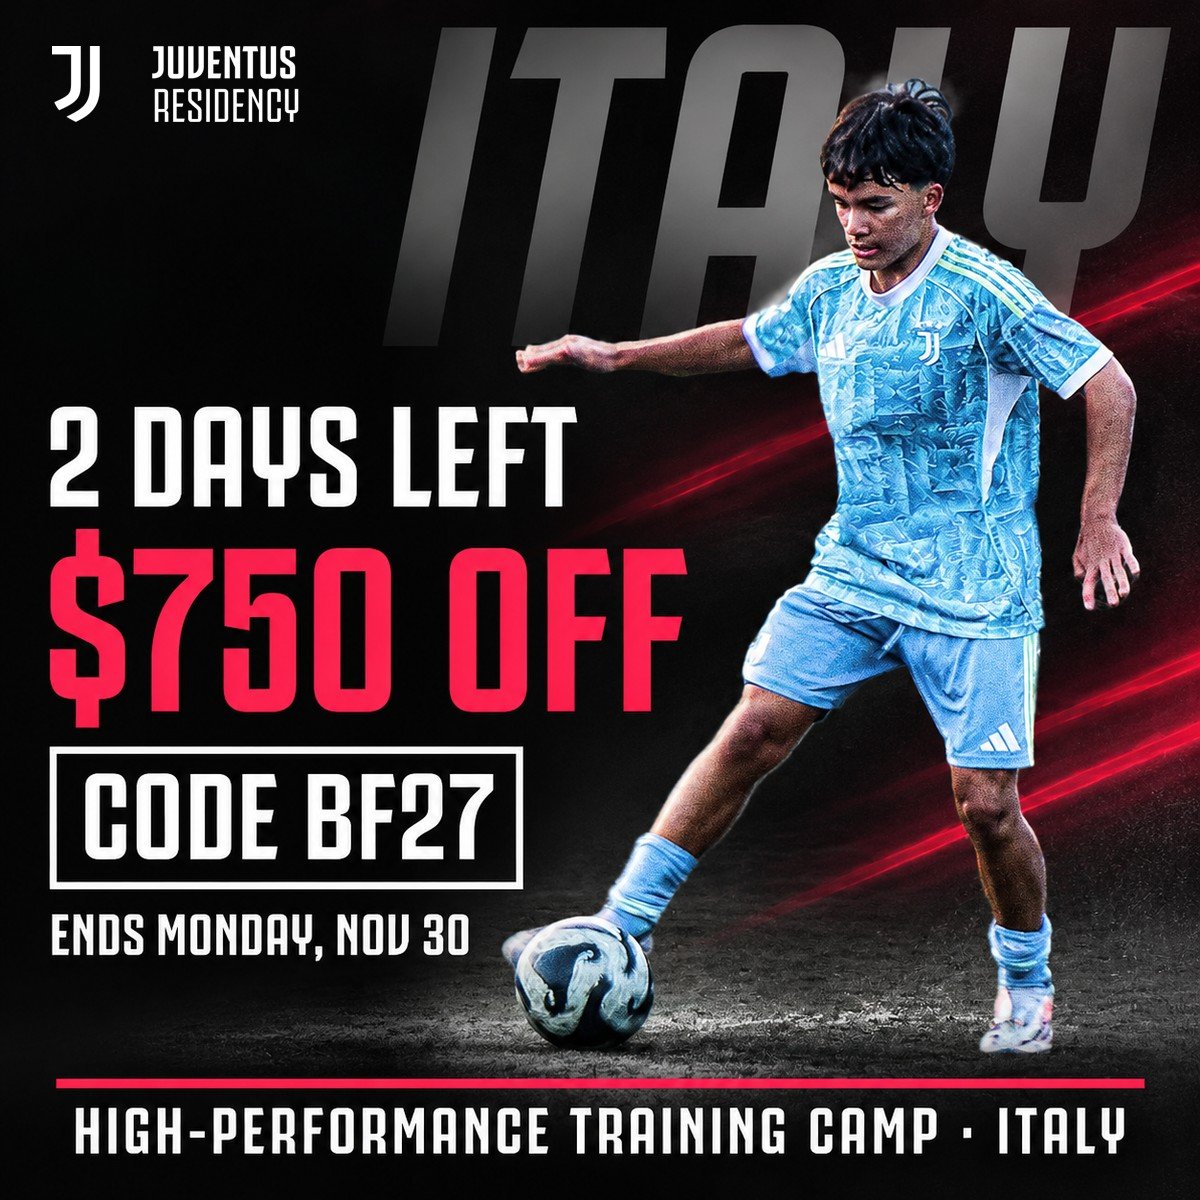 JUVENTUS
RESIDENCY
ITALY
2 DAYS LEFT
$750 OFF
CODE BF27
ENDS MONDAY, NOV 30
HIGH-PERFORMANCE TRAINING CAMP · ITALY